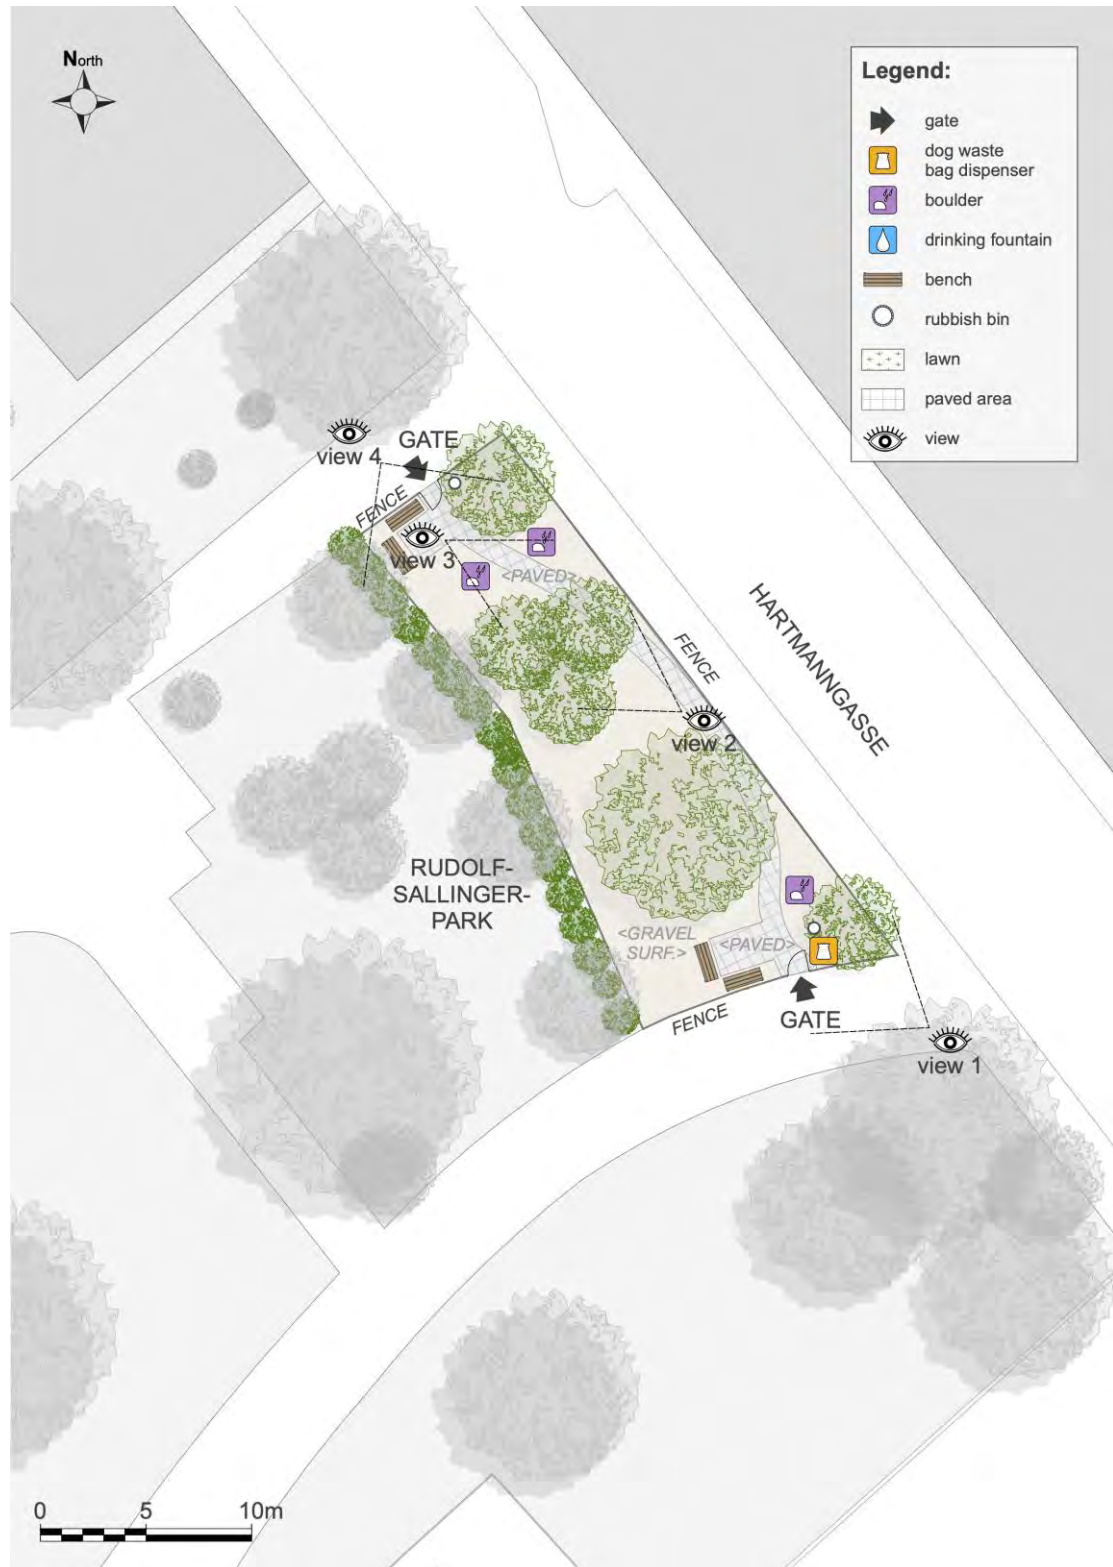 North
Legend:
gate
dog waste
bag dispenser
boulder
drinking fountain
bench
rubbish bin
lawn
paved area
view
GATE
view 4
FENCE
view 3
<PAVED>
HARTMANNGASSE
FENCE
view 2
RUDOLF-
SALLINGER-
PARK
<GRAVEL
SURF.>
<PAVED>
FENCE
GATE
view 1
0 5 10m